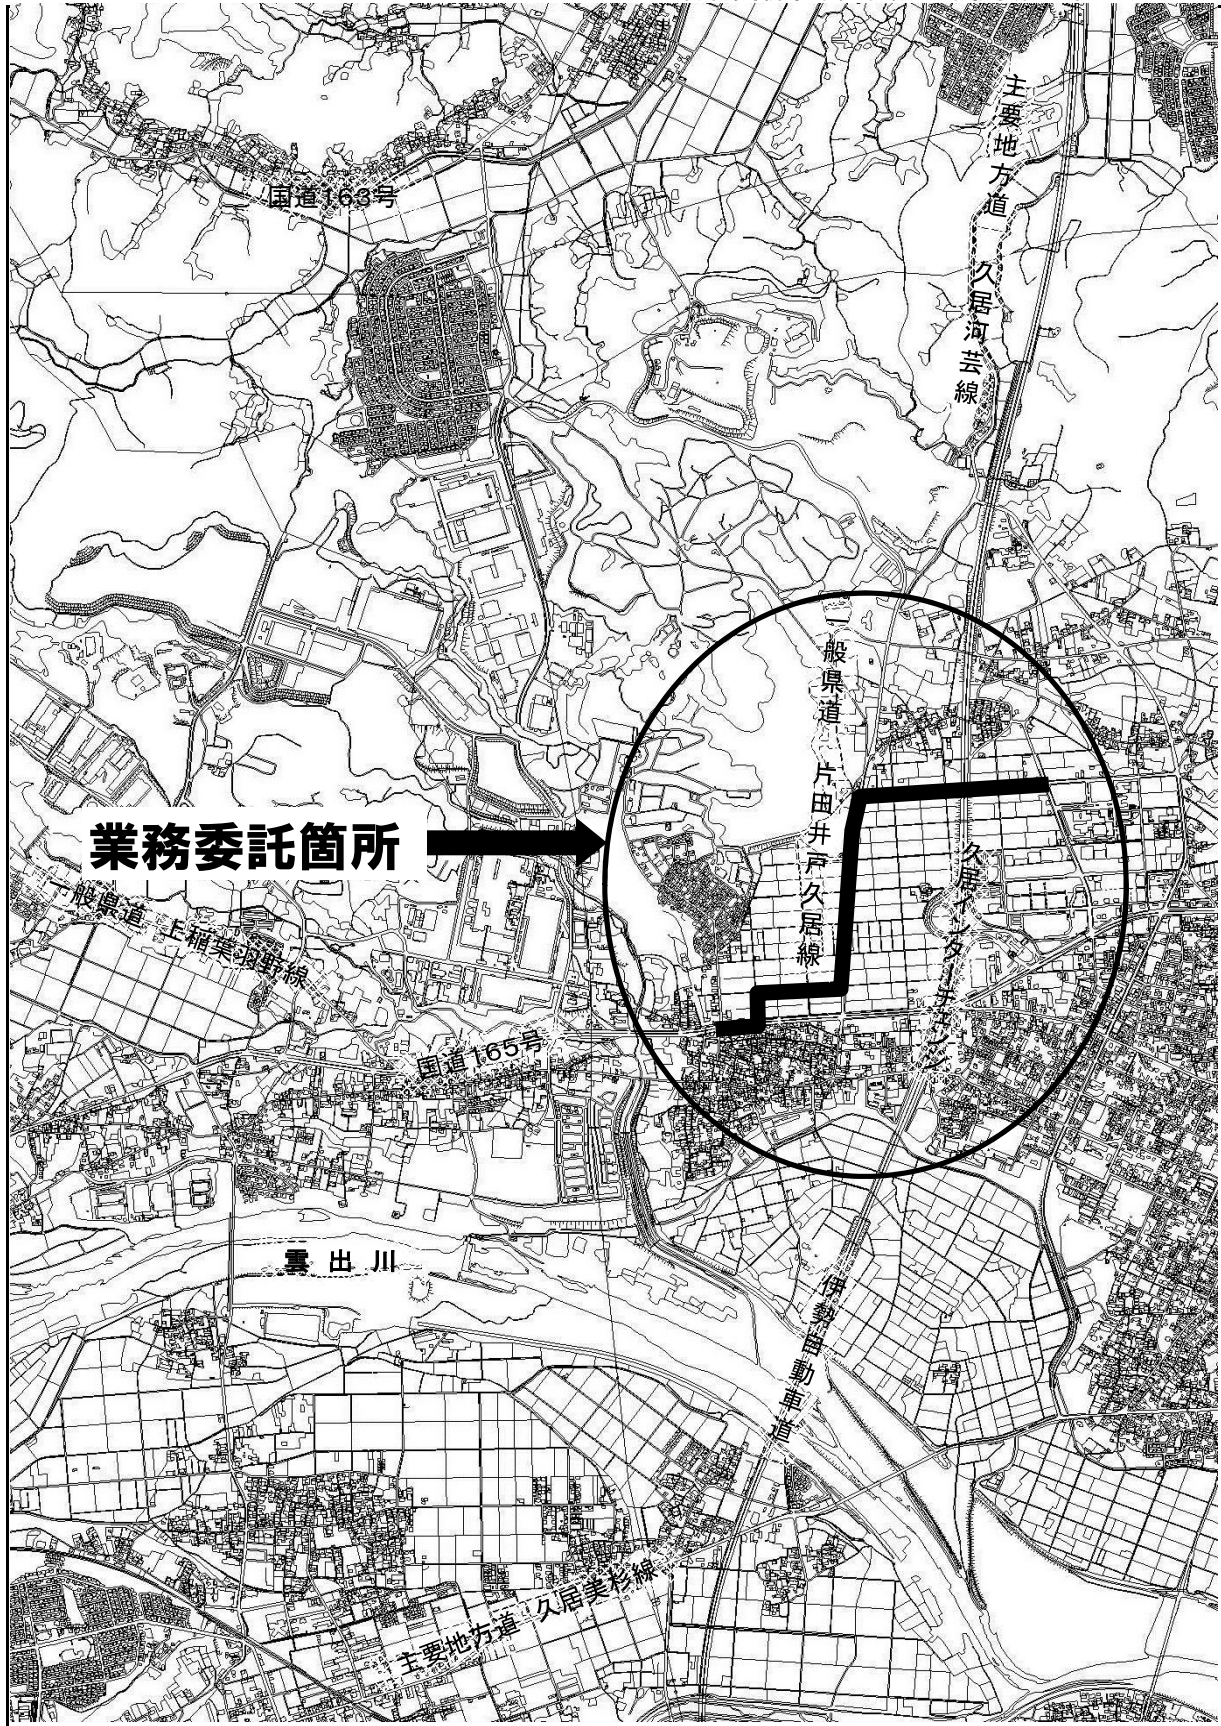 主要地方道 久居河芸線
国道163号
般県道 片田井戸久居線
業務委託箇所
久居インターチェンジ
一般県道 上稲葉羽野線
国道165号
雲出川
伊勢自動車道
主要地方道 久居美杉線